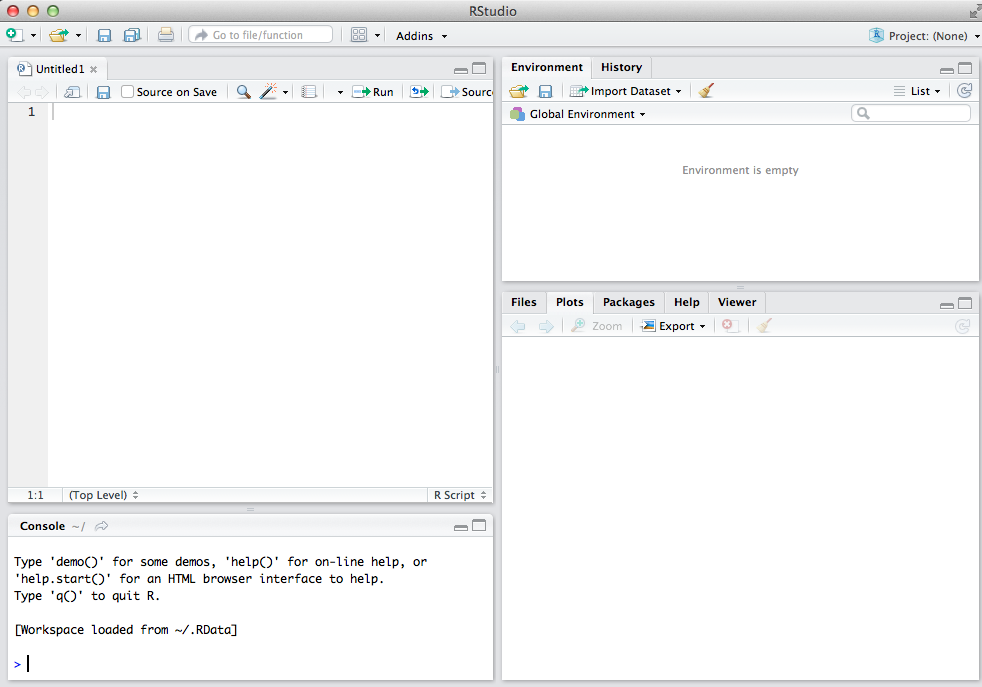 RStudio
Go to file/function
Addins
Project: (None)
Untitled1
Source on Save
Run
Sourc
1
1:1
(Top Level)
R Script
Console ~/
Type 'demo()' for some demos, 'help()' for on-line help, or
'help.start()' for an HTML browser interface to help.
Type 'q()' to quit R.
[Workspace loaded from ~/.RData]
>
Environment
History
Import Dataset
List
Global Environment
Environment is empty
Files
Plots
Packages
Help
Viewer
Zoom
Export